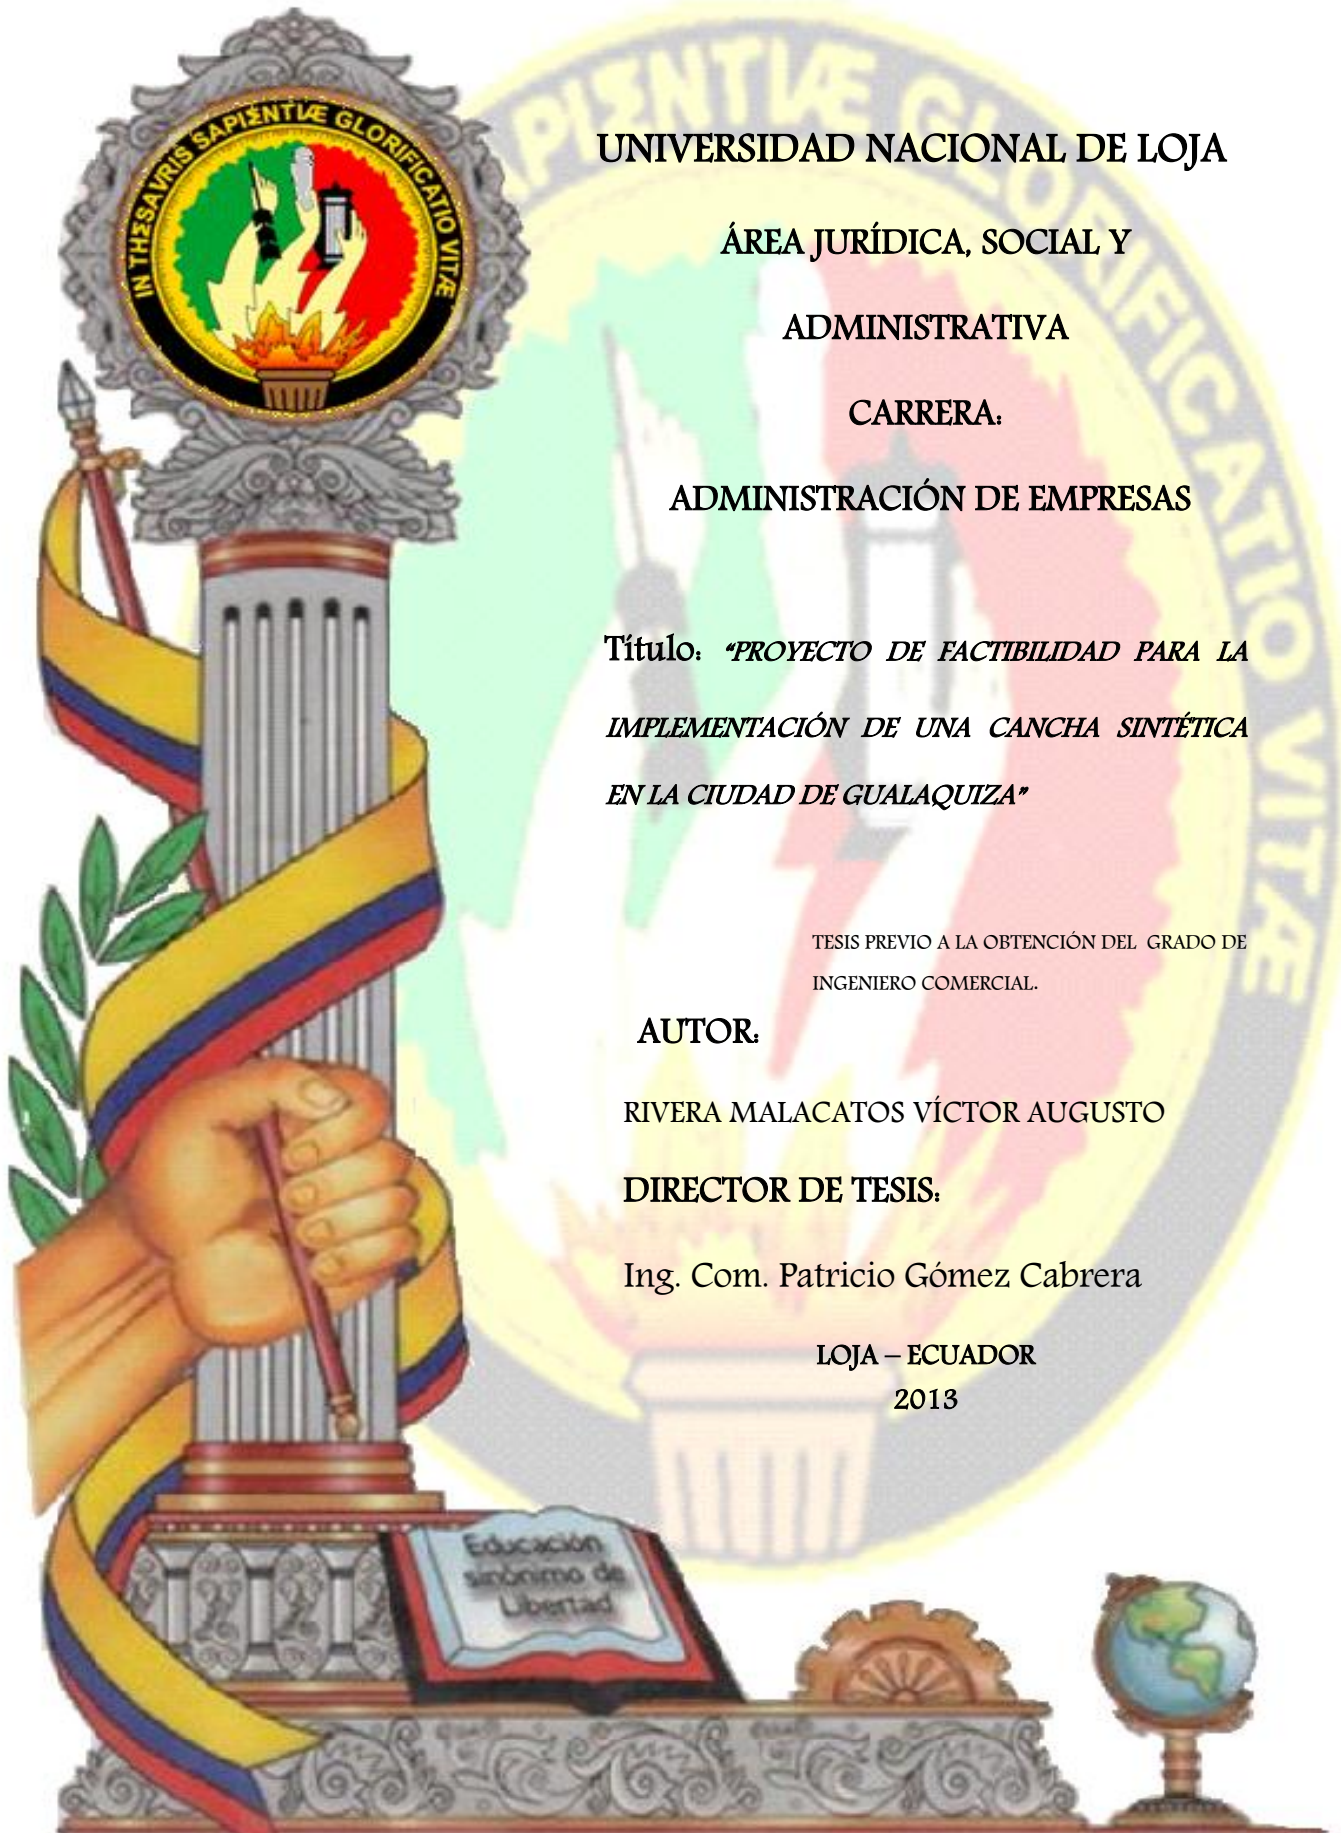 IN THESAVRIS SAPIENTIÆ GLORIFICATIO VITÆ
UNIVERSIDAD NACIONAL DE LOJA
ÁREA JURÍDICA, SOCIAL Y
ADMINISTRATIVA
CARRERA:
ADMINISTRACIÓN DE EMPRESAS
Título: “PROYECTO DE FACTIBILIDAD PARA LA
IMPLEMENTACIÓN DE UNA CANCHA SINTÉTICA
EN LA CIUDAD DE GUALAQUIZA”
TESIS PREVIO A LA OBTENCIÓN DEL GRADO DE
INGENIERO COMERCIAL.
AUTOR:
RIVERA MALACATOS VÍCTOR AUGUSTO
DIRECTOR DE TESIS:
Ing. Com. Patricio Gómez Cabrera
LOJA – ECUADOR
2013
Educación
sinónimo de
Libertad
SAPIENTIÆ GLORIFICATIO VITÆ